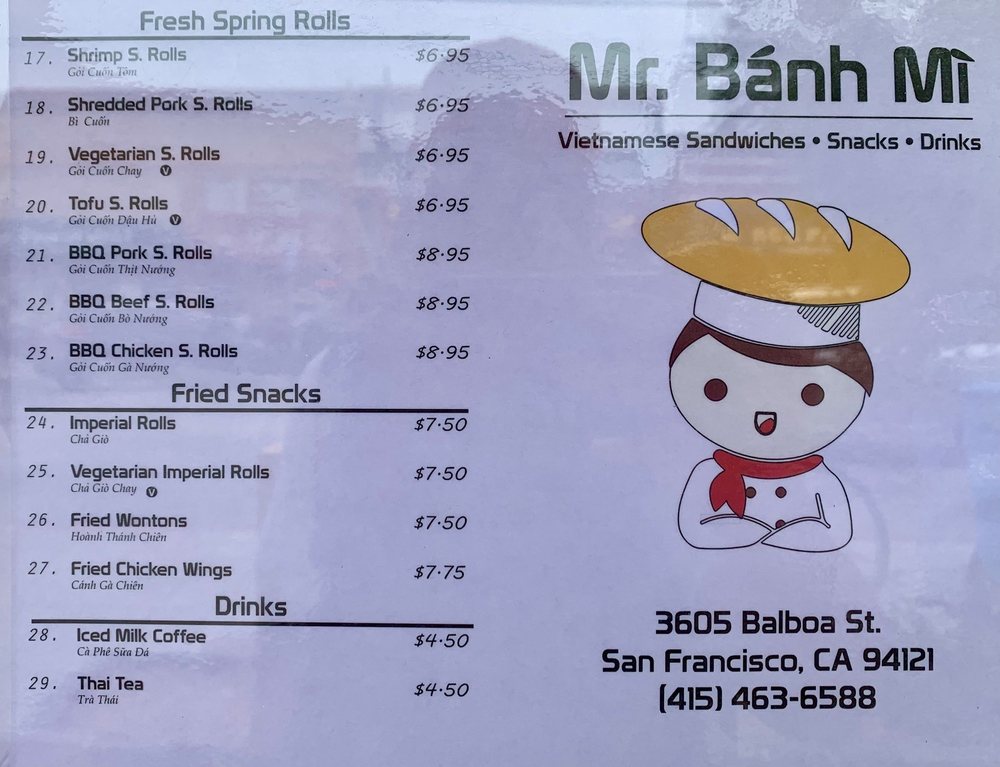 Fresh Spring Rolls
17. Shrimp S. Rolls $6.95
Gỏi Cuốn Tôm
18. Shredded Pork S. Rolls $6.95
Bì Cuốn
19. Vegetarian S. Rolls $6.95
Gỏi Cuốn Chay V
20. Tofu S. Rolls $6.95
Gỏi Cuốn Đậu Hủ V
21. BBQ Pork S. Rolls $8.95
Gỏi Cuốn Thịt Nướng
22. BBQ Beef S. Rolls $8.95
Gỏi Cuốn Bò Nướng
23. BBQ Chicken S. Rolls $8.95
Gỏi Cuốn Gà Nướng
Fried Snacks
24. Imperial Rolls $7.50
Chả Giò
25. Vegetarian Imperial Rolls $7.50
Chả Giò Chay V
26. Fried Wontons $7.50
Hoành Thánh Chiên
27. Fried Chicken Wings $7.75
Cánh Gà Chiên
Drinks
28. Iced Milk Coffee $4.50
Cà Phê Sữa Đá
29. Thai Tea $4.50
Trà Thái
Mr. Bánh Mì
Vietnamese Sandwiches • Snacks • Drinks
3605 Balboa St.
San Francisco, CA 94121
(415) 463-6588